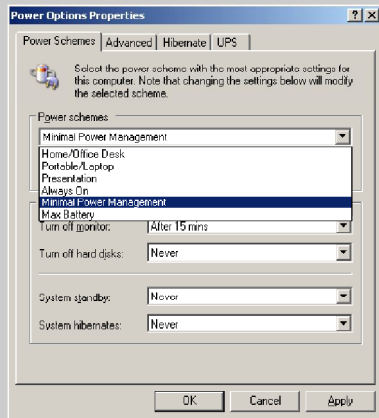 Power Options Properties
Power Schemes Advanced Hibernate UPS
Select the power scheme with the most appropriate settings for
this computer. Note that changing the settings below will modify
the selected scheme.
Power schemes
Minimal Power Management
Home/Office Desk
Portable/Laptop
Presentation
Always On
Minimal Power Management
Max Battery
Turn off monitor: After 15 mins
Turn off hard disks: Never
System standby: Never
System hibernates: Never
OK Cancel Apply